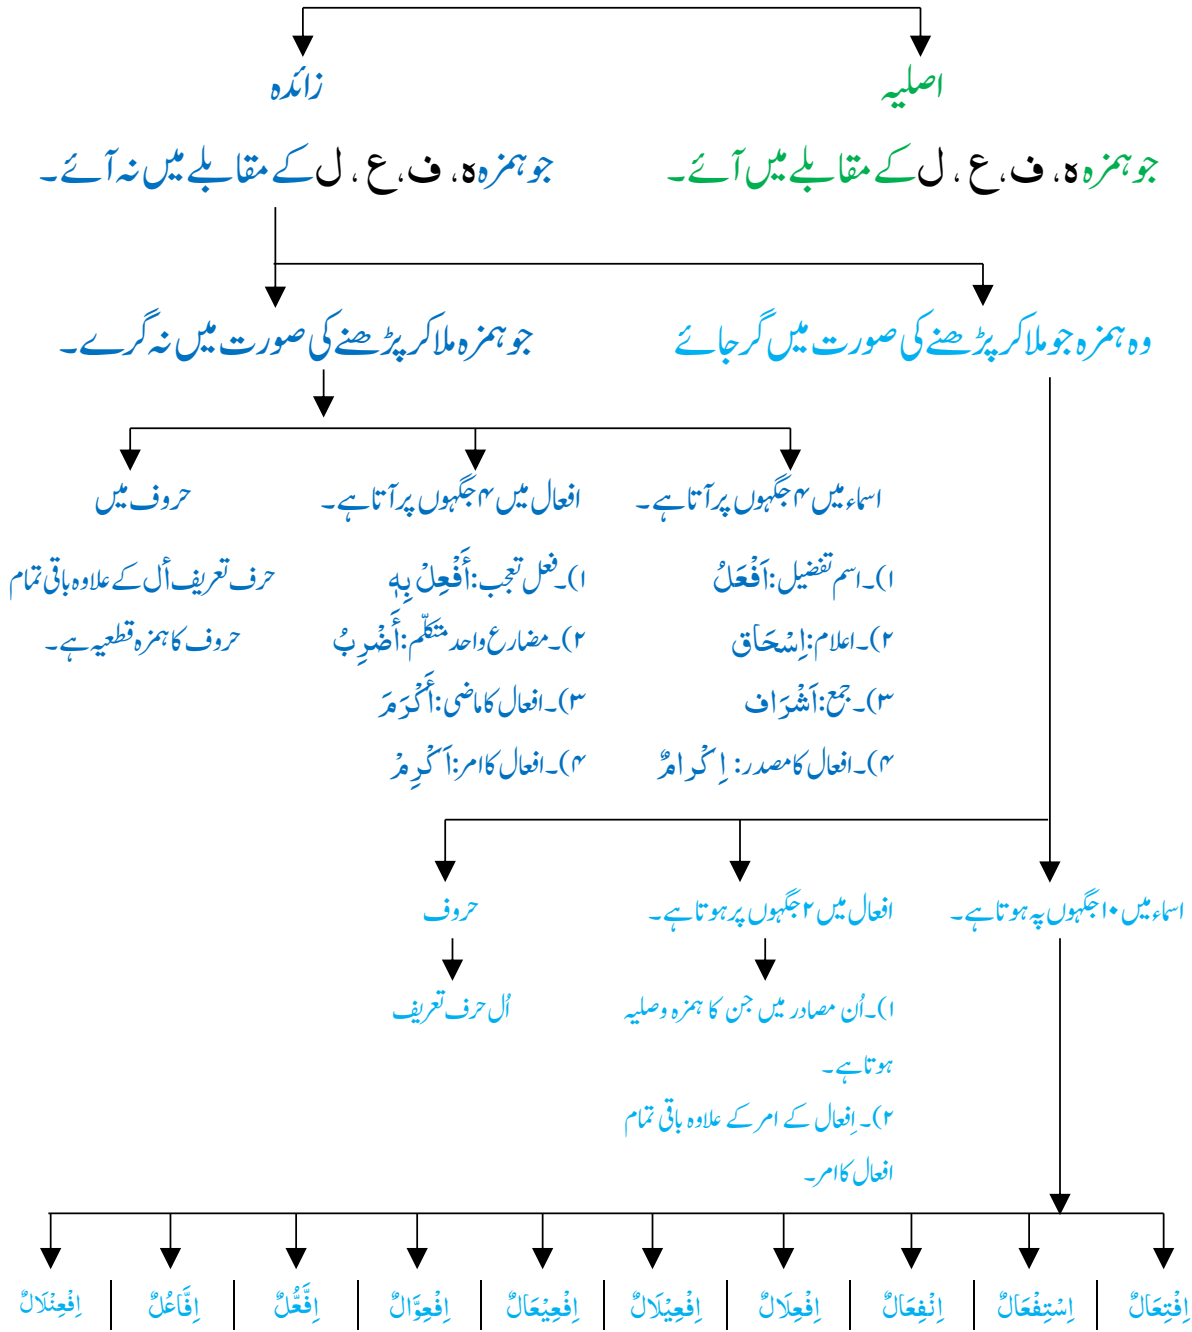 اصلیہ
زائدہ
جو ہمزہ ہ، ف، ع، ل کے مقابلے میں آئے۔
جو ہمزہ ہ، ف، ع، ل کے مقابلے میں نہ آئے۔
وہ ہمزہ جو ملا کر پڑھنے کی صورت میں گر جائے
جو ہمزہ ملا کر پڑھنے کی صورت میں نہ گرے۔
اسماء میں ۴ جگہوں پر آتا ہے۔
۱)۔ اسم تفضیل: اَفْعَلُ
۲)۔ اعلام: اِسْحَاق
۳)۔ جمع: اَشْرَاف
۴)۔ افعال کا مصدر: اِکْرامٌ
افعال میں ۴ جگہوں پر آتا ہے۔
۱)۔ فعل تعجب: أَفْعِلْ بِهٖ
۲)۔ مضارع واحد متکلّم: أَضْرِبُ
۳)۔ افعال کا ماضی: أَکْرَمَ
۴)۔ افعال کا امر: اَکْرِمْ
حروف میں
حرف تعریف أل کے علاوہ باقی تمام
حروف کا ہمزہ قطعیہ ہے۔
اسماء میں ۱۰ جگہوں پہ ہوتا ہے۔
افعال میں ۲ جگہوں پر ہوتا ہے۔
۱)۔ اُن مصادر میں جن کا ہمزہ وصلیہ
ہوتا ہے۔
۲)۔ اِفعال کے امر کے علاوہ باقی تمام
افعال کا امر۔
حروف
اُل حرف تعریف
اِفْتِعَالٌ
اِسْتِفْعَالٌ
اِنْفِعَالٌ
اِفْعِلَالٌ
اِفْعِیْلَالٌ
اِفْعِیْعَالٌ
اِفْعِوَّالٌ
اِفَّعُّلٌ
اِفَّاعُلٌ
اِفْعِنْلَالٌ